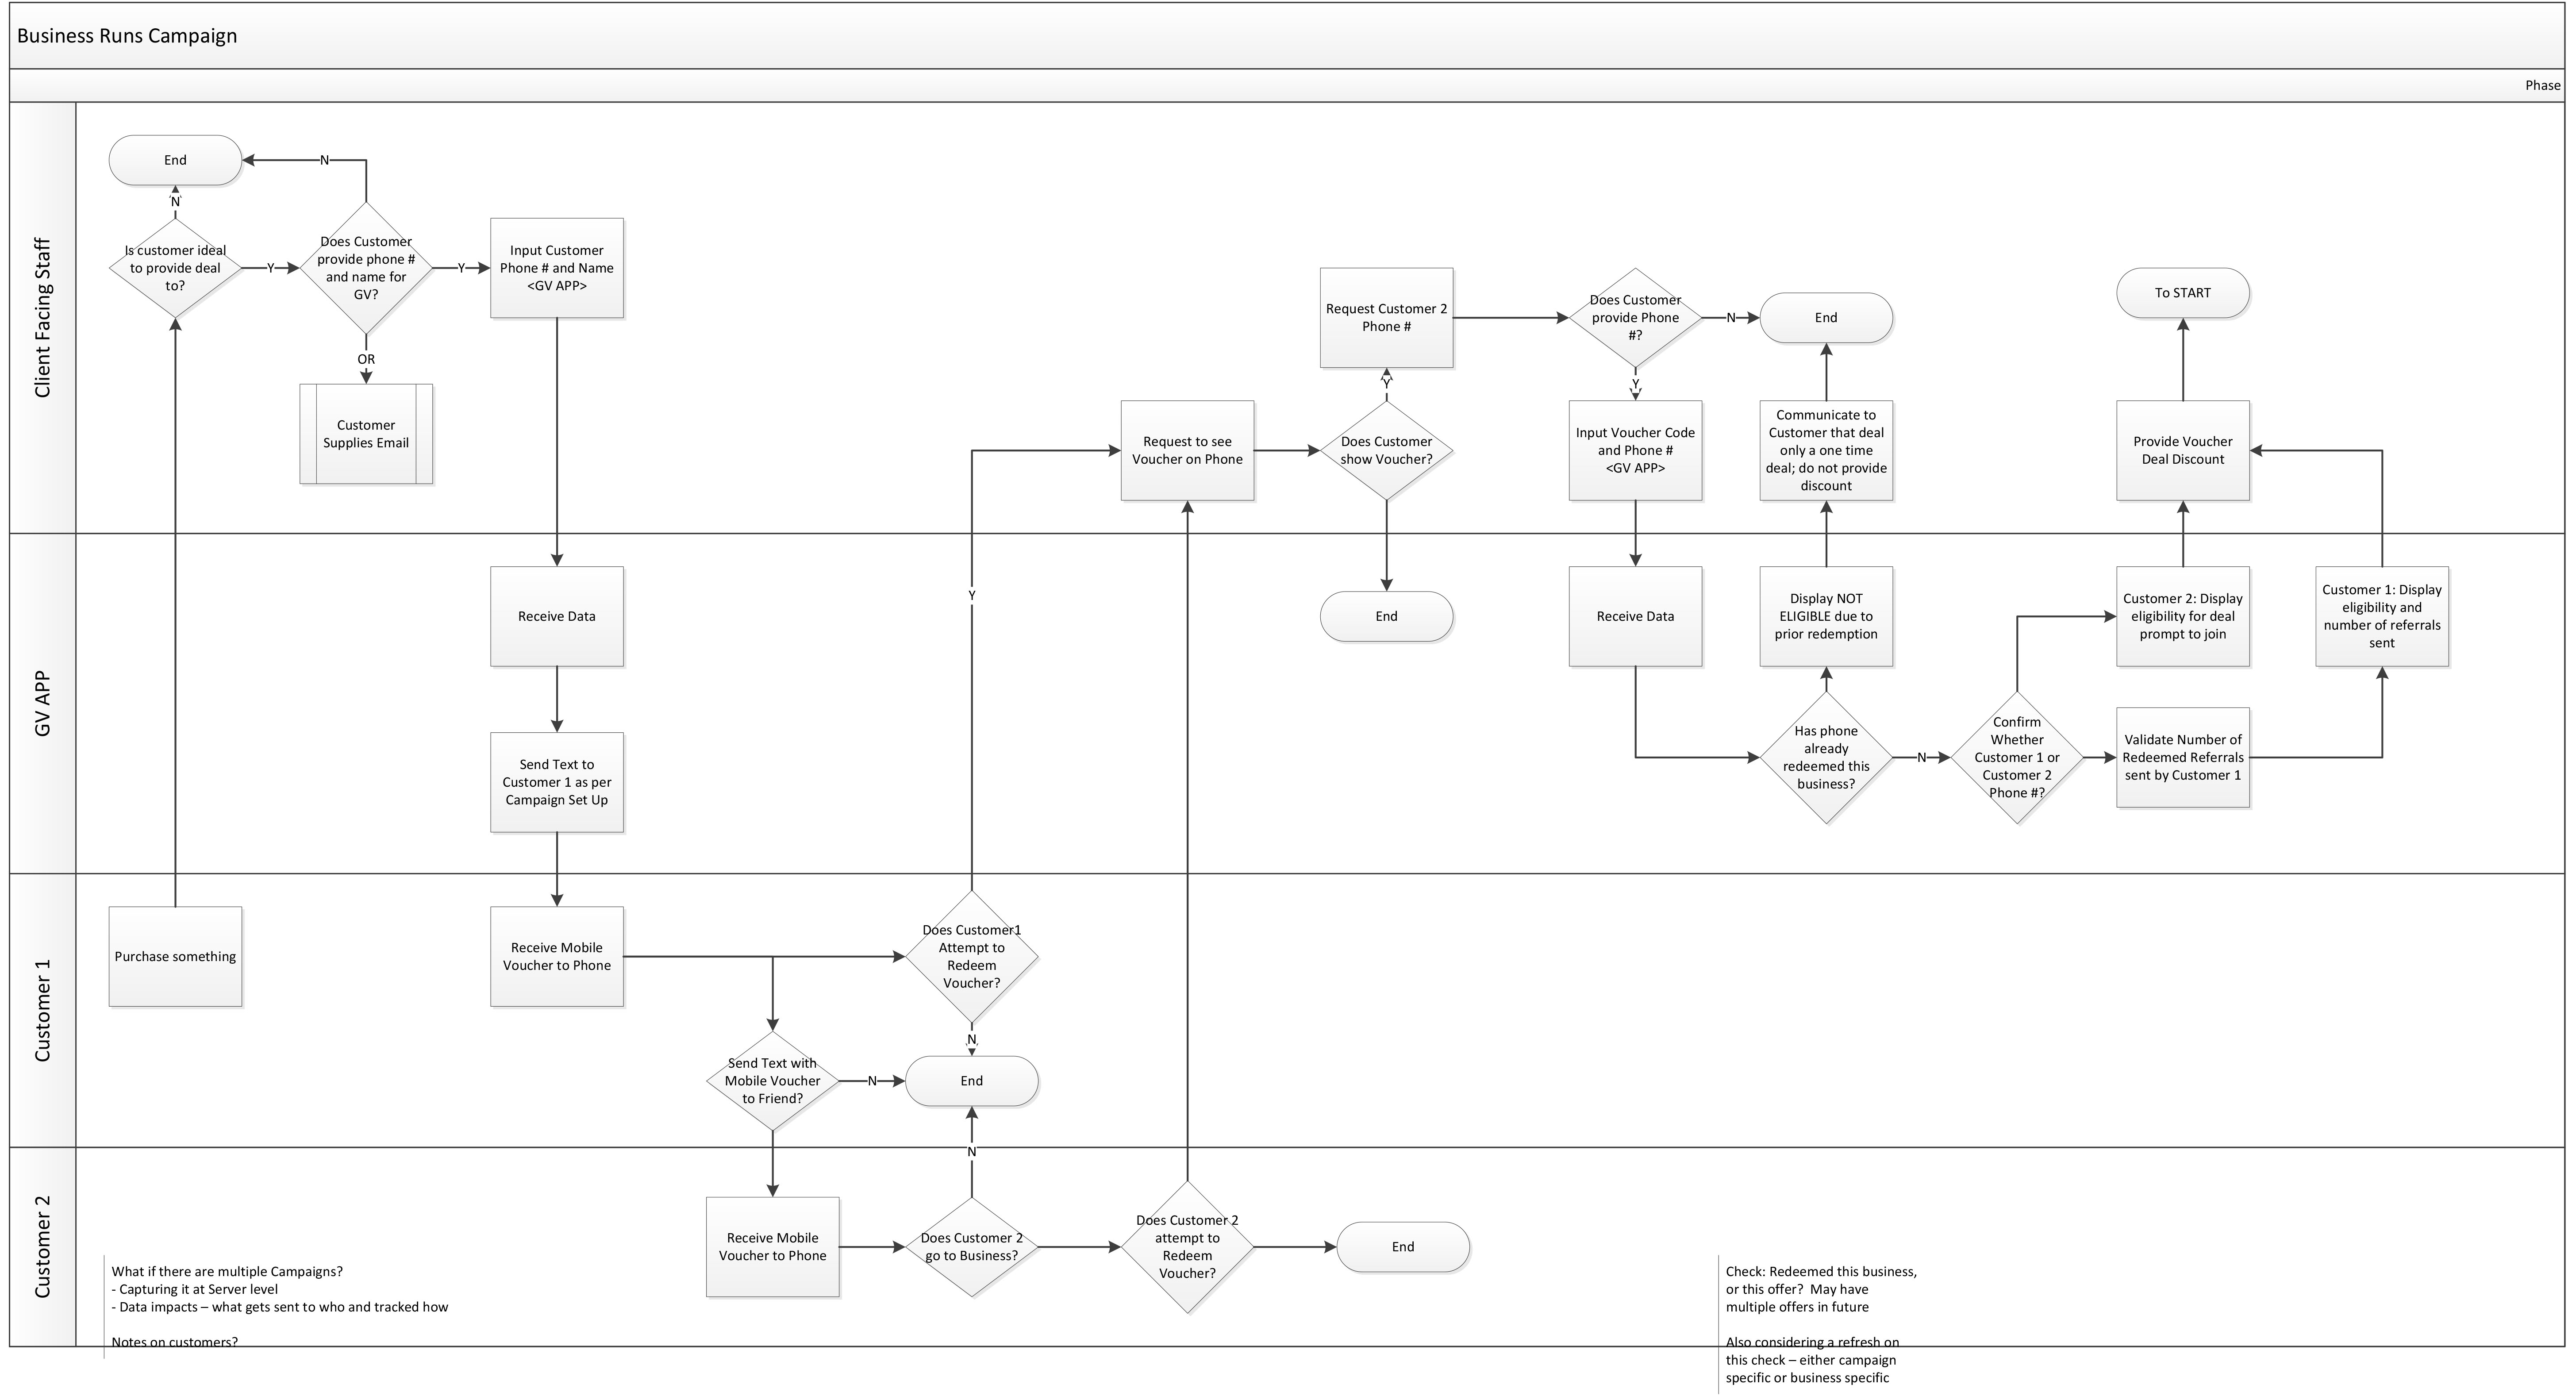 Business Runs Campaign
Phase
Client Facing Staff
End
N
N
Is customer ideal
to provide deal
to?
Y
Does Customer
provide phone #
and name for
GV?
Y
Input Customer
Phone # and Name
<GV APP>
OR
Customer
Supplies Email
Request to see
Voucher on Phone
Does Customer
show Voucher?
Y
Request Customer 2
Phone #
Does Customer
provide Phone
#?
N
End
Y
Input Voucher Code
and Phone #
<GV APP>
Communicate to
Customer that deal
only a one time
deal; do not provide
discount
To START
Provide Voucher
Deal Discount
GV APP
Receive Data
Send Text to
Customer 1 as per
Campaign Set Up
Y
End
Receive Data
Display NOT
ELIGIBLE due to
prior redemption
Has phone
already
redeemed this
business?
N
Confirm
Whether
Customer 1 or
Customer 2
Phone #?
Customer 2: Display
eligibility for deal
prompt to join
Customer 1: Display
eligibility and
number of referrals
sent
Validate Number of
Redeemed Referrals
sent by Customer 1
Customer 1
Purchase something
Receive Mobile
Voucher to Phone
Does Customer1
Attempt to
Redeem
Voucher?
N
Send Text with
Mobile Voucher
to Friend?
N
End
Customer 2
N
Receive Mobile
Voucher to Phone
Does Customer 2
go to Business?
Does Customer 2
attempt to
Redeem
Voucher?
End
What if there are multiple Campaigns?
- Capturing it at Server level
- Data impacts – what gets sent to who and tracked how
Notes on customers?
Check: Redeemed this business,
or this offer?  May have
multiple offers in future
Also considering a refresh on
this check – either campaign
specific or business specific